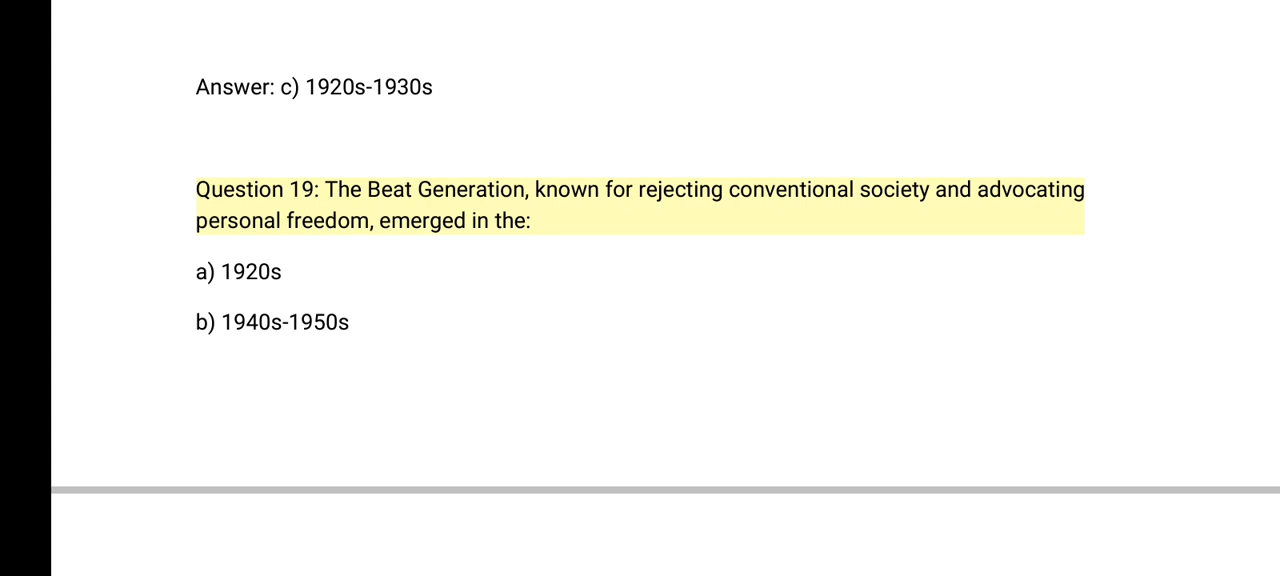 Answer: c) 1920s-1930s
Question 19: The Beat Generation, known for rejecting conventional society and advocating
personal freedom, emerged in the:
a) 1920s
b) 1940s-1950s